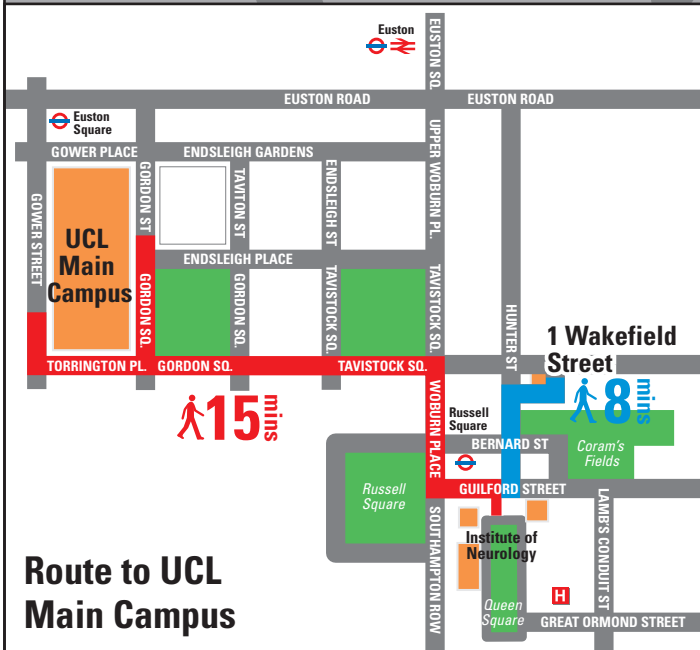 Euston
EUSTON SQ.
EUSTON ROAD
EUSTON ROAD
Euston
Square
GOWER PLACE
ENDSLEIGH GARDENS
UPPER WOBURN PL.
GORDON ST
TAVITON ST
ENDSLEIGH ST
GOWER STREET
UCL
Main
Campus
ENDSLEIGH PLACE
GORDON SQ.
GORDON SQ.
TAVISTOCK SQ.
TAVISTOCK SQ.
HUNTER ST
1 Wakefield
Street
TORRINGTON PL.
GORDON SQ.
TAVISTOCK SQ.
15 mins
8 mins
WOBURN PLACE
Russell
Square
BERNARD ST
Coram's
Fields
Russell
Square
GUILFORD STREET
SOUTHAMPTON ROW
LAMB'S CONDUIT ST
Institute of
Neurology
Route to UCL
Main Campus
H
Queen
Square
GREAT ORMOND STREET